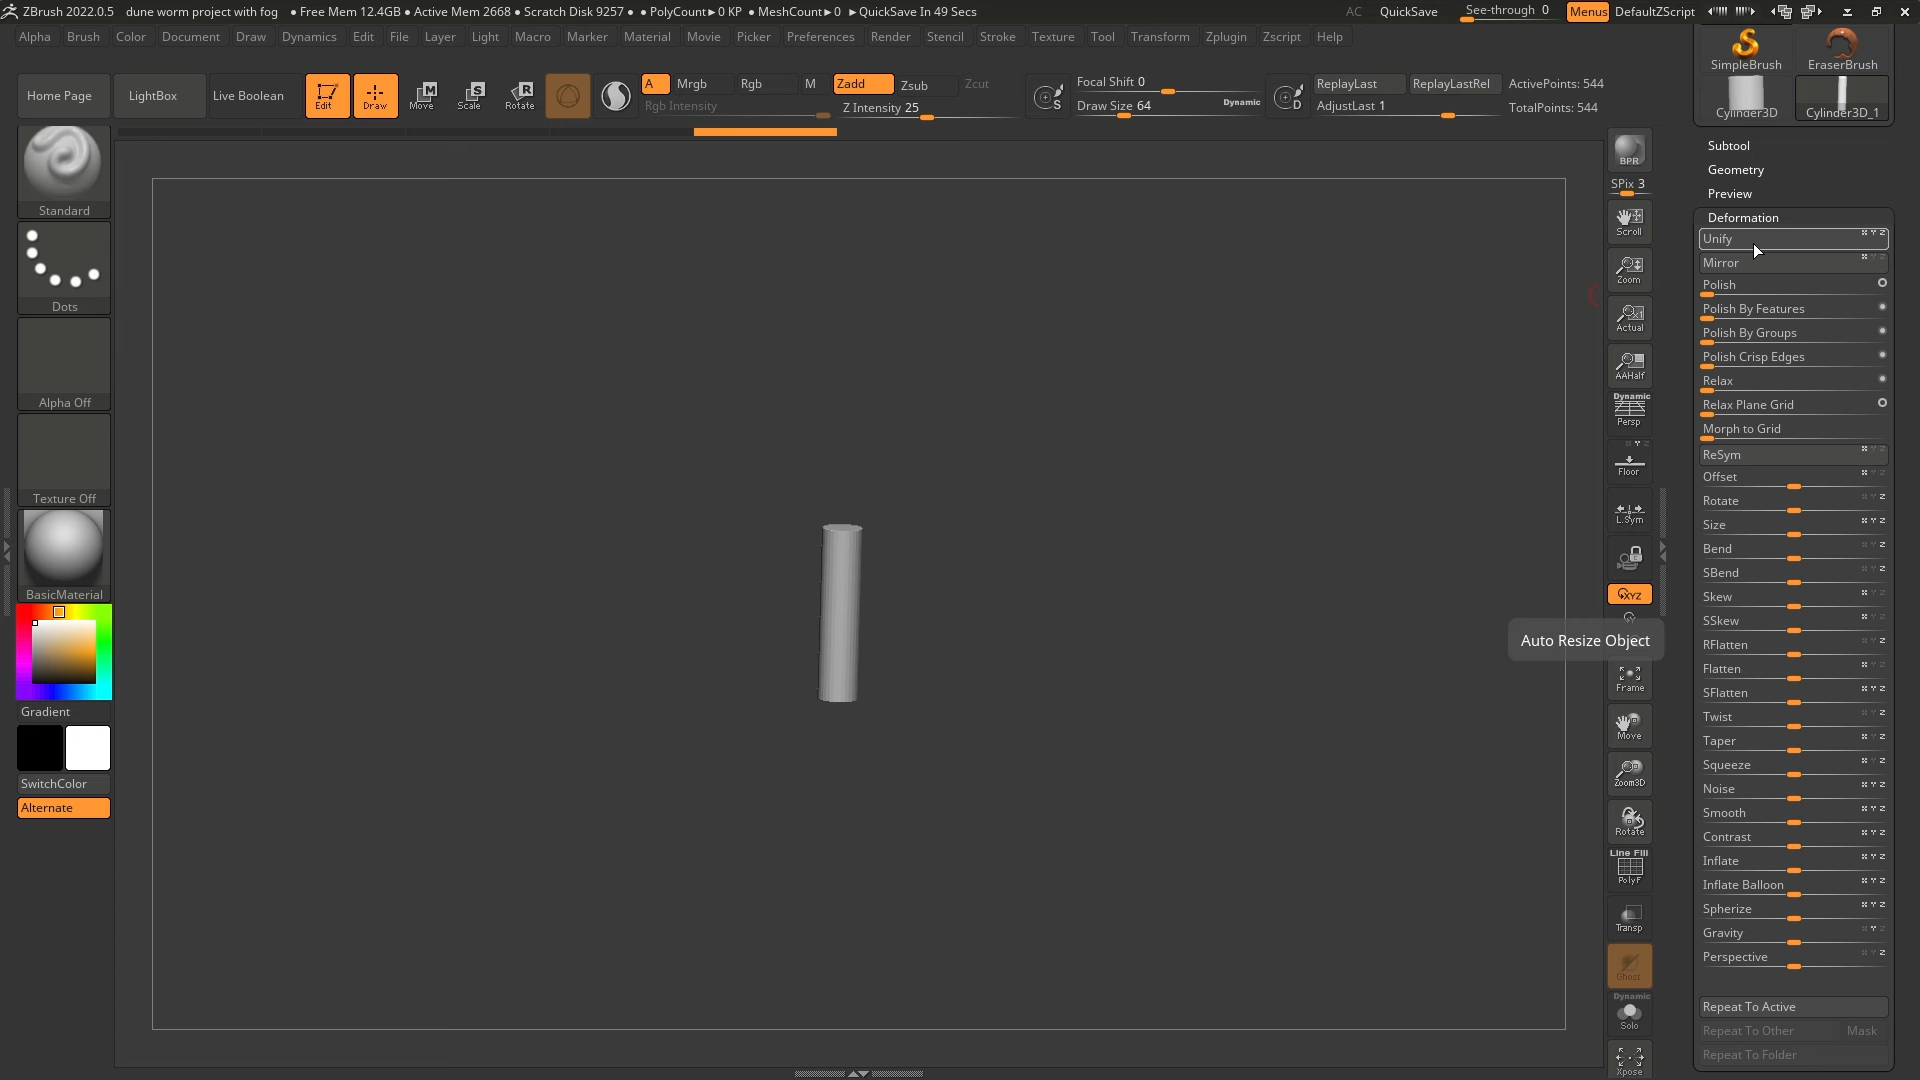 ZBrush 2022.0.5 dune worm project with fog • Free Mem 12.4GB • Active Mem 2668 • Scratch Disk 9257 • • PolyCount► 0 KP • MeshCount► 0 ►QuickSave In 49 Secs AC QuickSave See-through 0 Menus DefaultZScript
Alpha Brush Color Document Draw Dynamics Edit File Layer Light Macro Marker Material Movie Picker Preferences Render Stencil Stroke Texture Tool Transform Zplugin Zscript Help
Home Page LightBox Live Boolean
Edit Draw Move Scale Rotate
M S R
A Mrgb Rgb M Zadd Zsub Zcut
Rgb Intensity Z Intensity 25
S Focal Shift 0
Draw Size 64 Dynamic
D ReplayLast ReplayLastRel ActivePoints: 544
AdjustLast 1 TotalPoints: 544
SimpleBrush EraserBrush
Cylinder3D Cylinder3D_1
Standard
Dots
Alpha Off
Texture Off
BasicMaterial
Gradient
SwitchColor
Alternate
BPR
SPix 3
Scroll
Zoom
x1
Actual
AAHalf
Dynamic
Persp
Floor
L.Sym
XYZ
Auto Resize Object
Frame
Move
Zoom3D
Rotate
Line Fill
PolyF
Transp
Ghost
Dynamic
Solo
Xpose
Subtool
Geometry
Preview
Deformation
Unify
Mirror
Polish
Polish By Features
Polish By Groups
Polish Crisp Edges
Relax
Relax Plane Grid
Morph to Grid
ReSym
Offset
Rotate
Size
Bend
SBend
Skew
SSkew
RFlatten
Flatten
SFlatten
Twist
Taper
Squeeze
Noise
Smooth
Contrast
Inflate
Inflate Balloon
Spherize
Gravity
Perspective
Repeat To Active
Repeat To Other Mask
Repeat To Folder